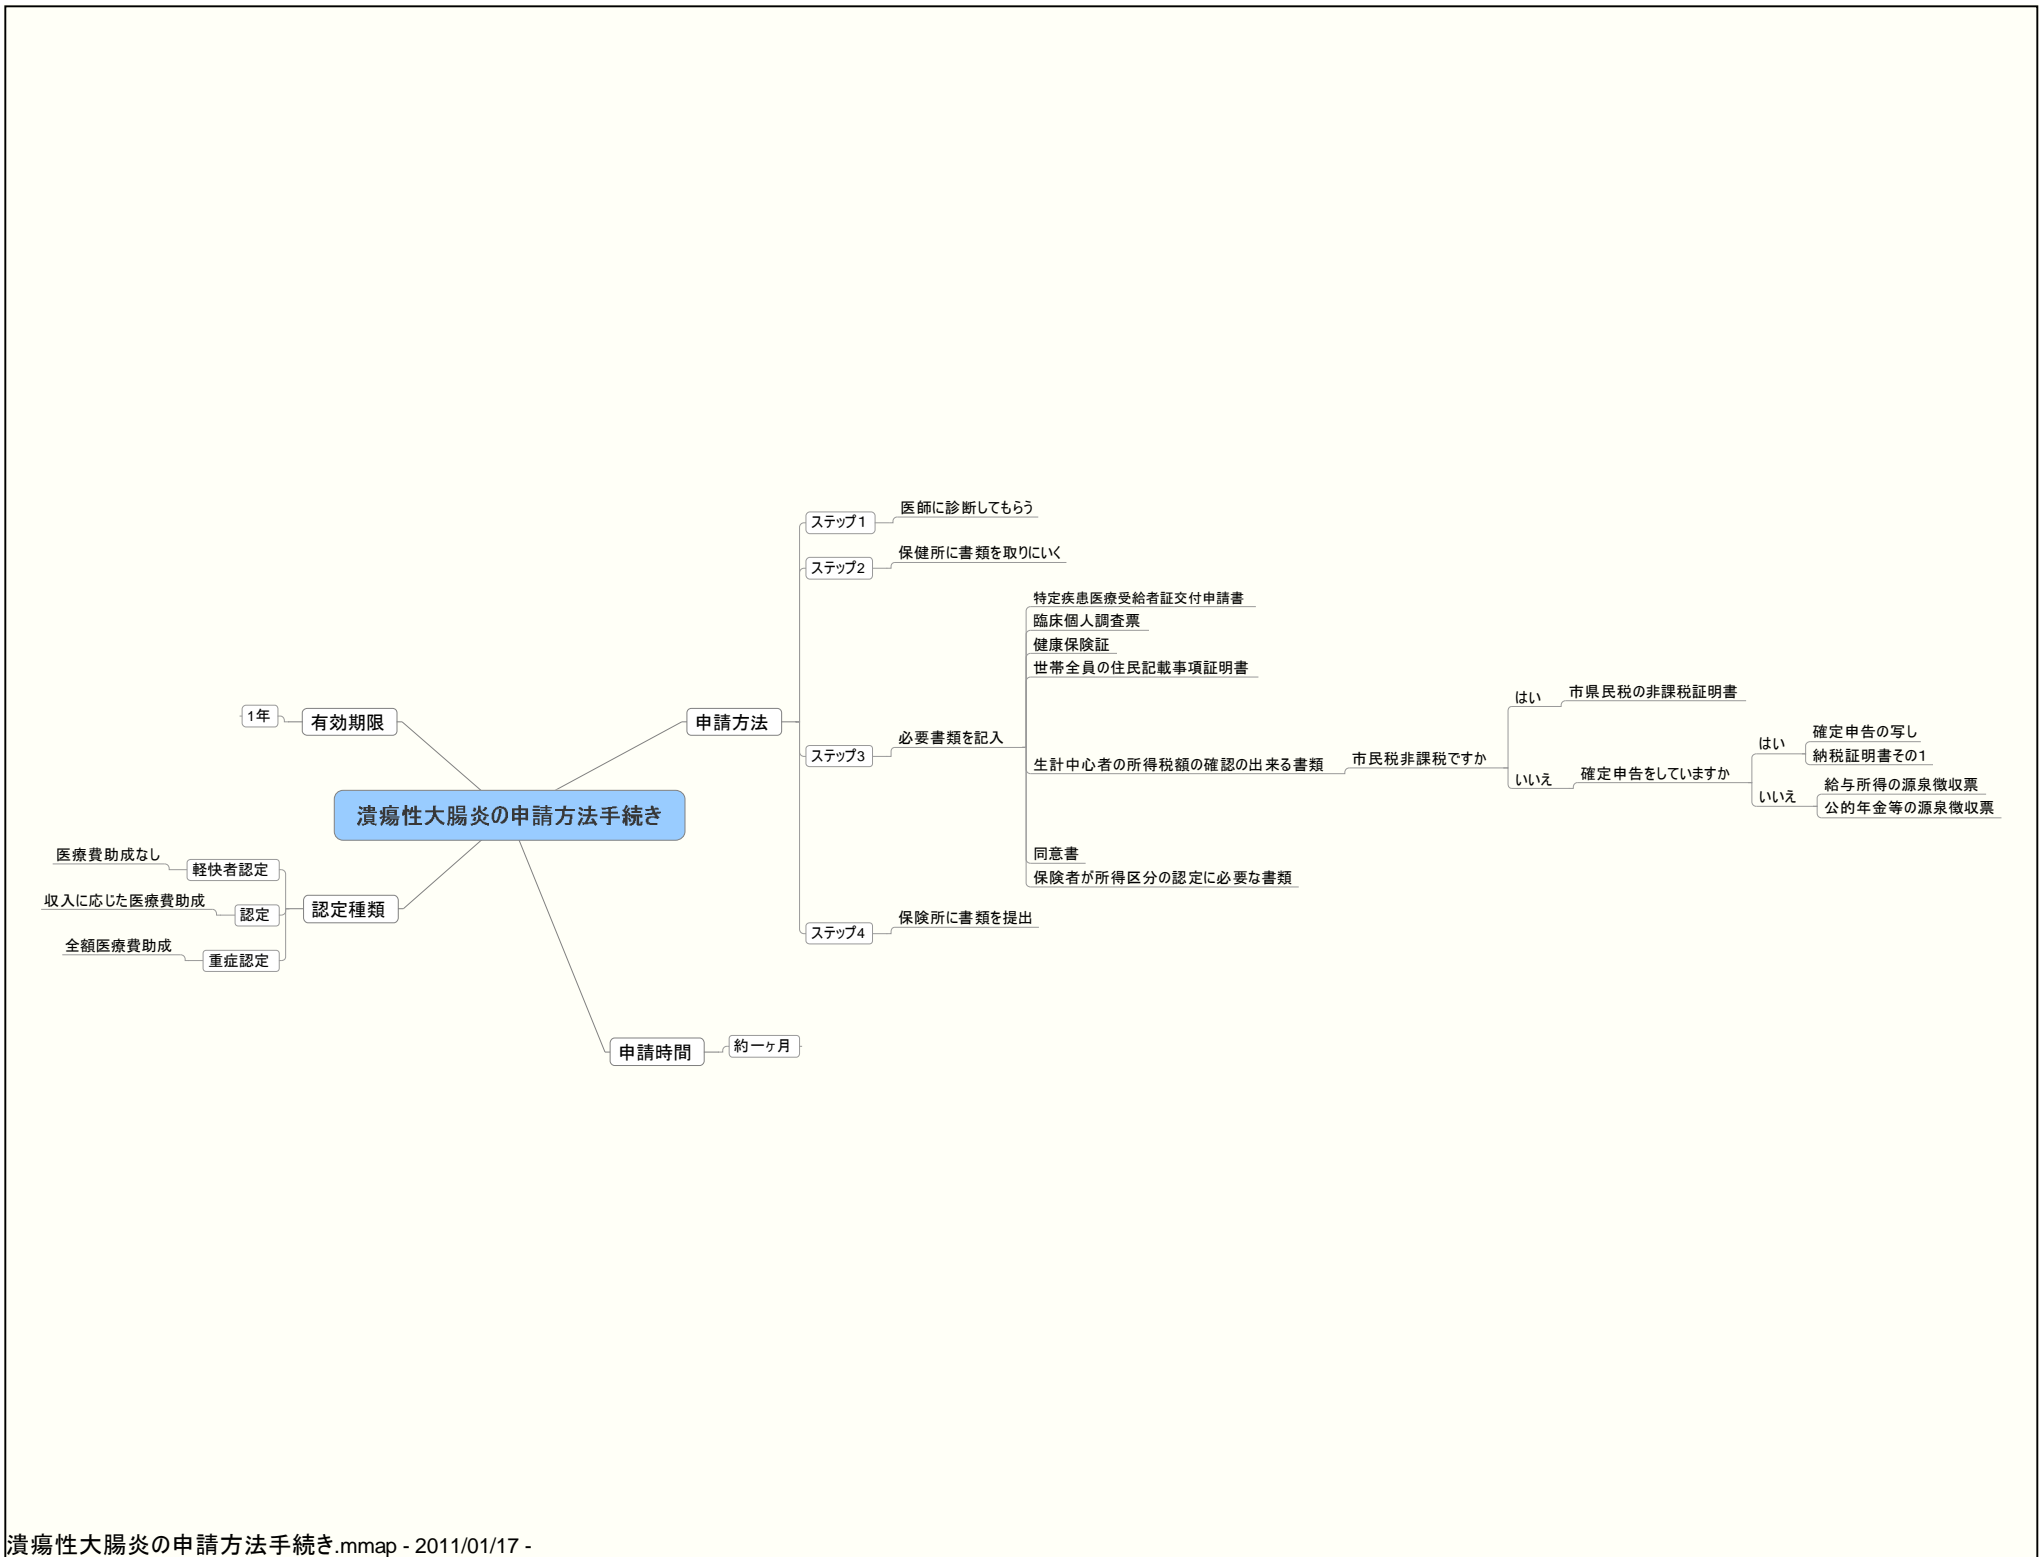 潰瘍性大腸炎の申請方法手続き
申請方法
ステップ1
医師に診断してもらう
ステップ2
保健所に書類を取りにいく
ステップ3
必要書類を記入
特定疾患医療受給者証交付申請書
臨床個人調査票
健康保険証
世帯全員の住民記載事項証明書
生計中心者の所得税額の確認の出来る書類
市民税非課税ですか
はい
市県民税の非課税証明書
いいえ
確定申告をしていますか
はい
確定申告の写し
納税証明書その1
いいえ
給与所得の源泉徴収票
公的年金等の源泉徴収票
同意書
保険者が所得区分の認定に必要な書類
ステップ4
保険所に書類を提出
申請時間
約一ヶ月
認定種類
軽快者認定
医療費助成なし
認定
収入に応じた医療費助成
重症認定
全額医療費助成
有効期限
1年
潰瘍性大腸炎の申請方法手続き.mmap - 2011/01/17 -